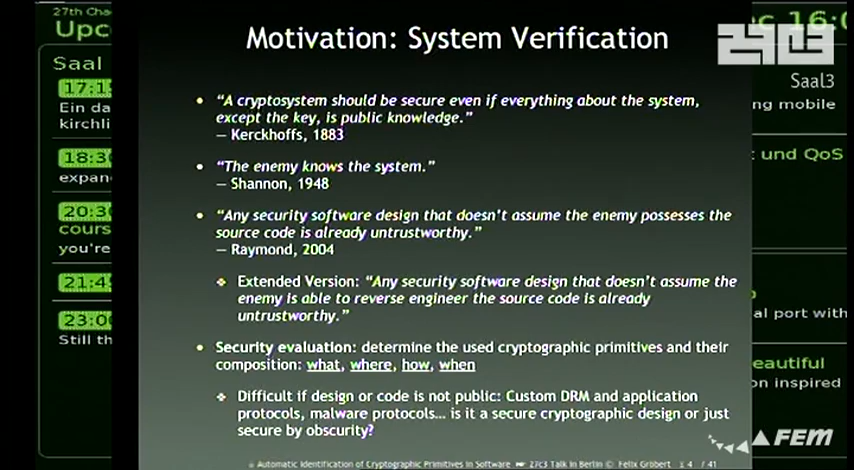 27th Cha
Upc
Saal
17:1
Ein da
kirchli
18:3
expan
20:3
cours
you're
21:4
23:0
Still th
Motivation: System Verification
• "A cryptosystem should be secure even if everything about the system,
except the key, is public knowledge."
— Kerckhoffs, 1883
• "The enemy knows the system."
— Shannon, 1948
• "Any security software design that doesn't assume the enemy possesses the
source code is already untrustworthy."
— Raymond, 2004
❖ Extended Version: "Any security software design that doesn't assume the
enemy is able to reverse engineer the source code is already
untrustworthy."
• Security evaluation: determine the used cryptographic primitives and their
composition: what, where, how, when
❖ Difficult if design or code is not public: Custom DRM and application
protocols, malware protocols... is it a secure cryptographic design or just
secure by obscurity?
Automatic Identification of Cryptographic Primitives in Software 27c3 Talk in Berlin © Felix Gröbert 4 / 41
ec 16:0
27C3
Saal3
ng mobile
t und QoS
al port with
eautiful
on inspired
FEM